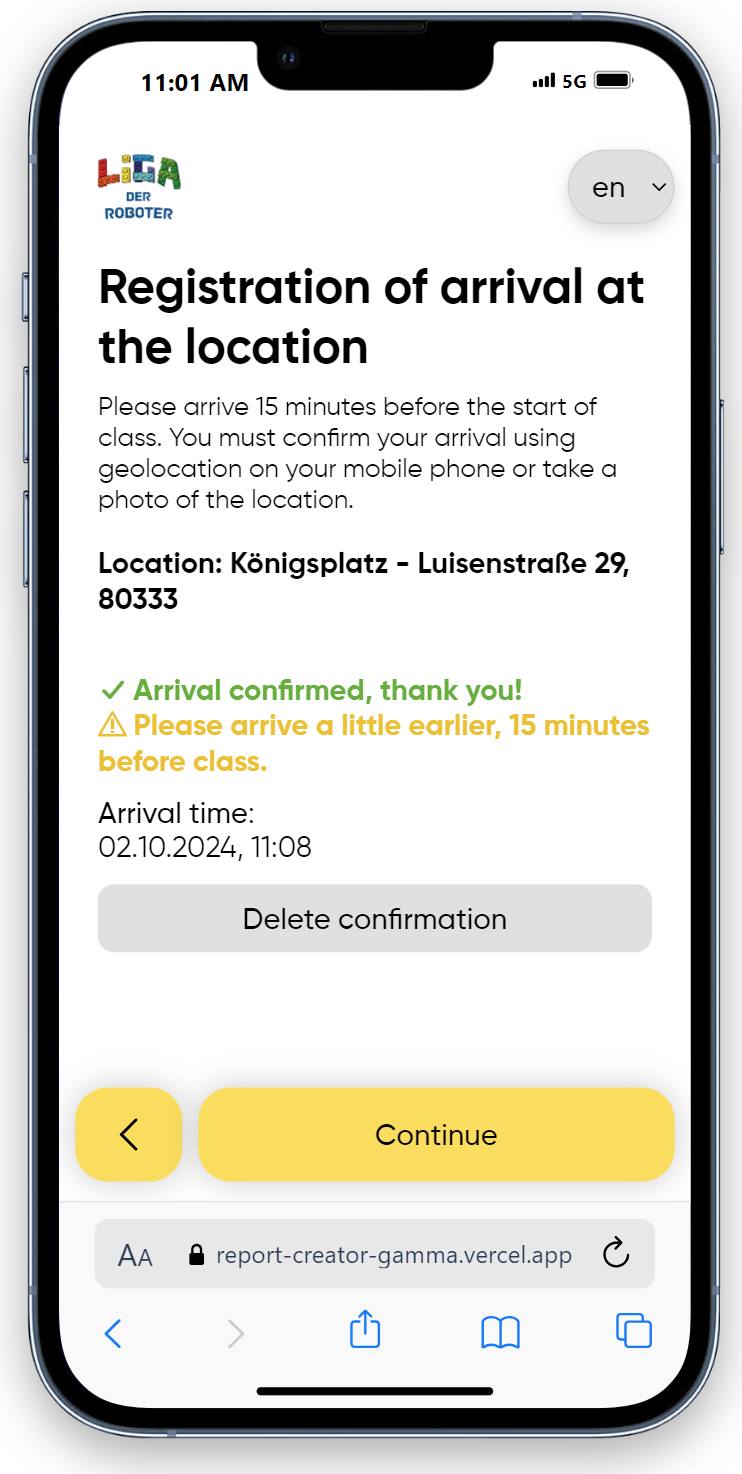 11:01 AM
5G
LiGA
DER
ROBOTER
en
Registration of arrival at
the location
Please arrive 15 minutes before the start of
class. You must confirm your arrival using
geolocation on your mobile phone or take a
photo of the location.
Location: Königsplatz - Luisenstraße 29,
80333
Arrival confirmed, thank you!
Please arrive a little earlier, 15 minutes
before class.
Arrival time:
02.10.2024, 11:08
Delete confirmation
Continue
AA
report-creator-gamma.vercel.app